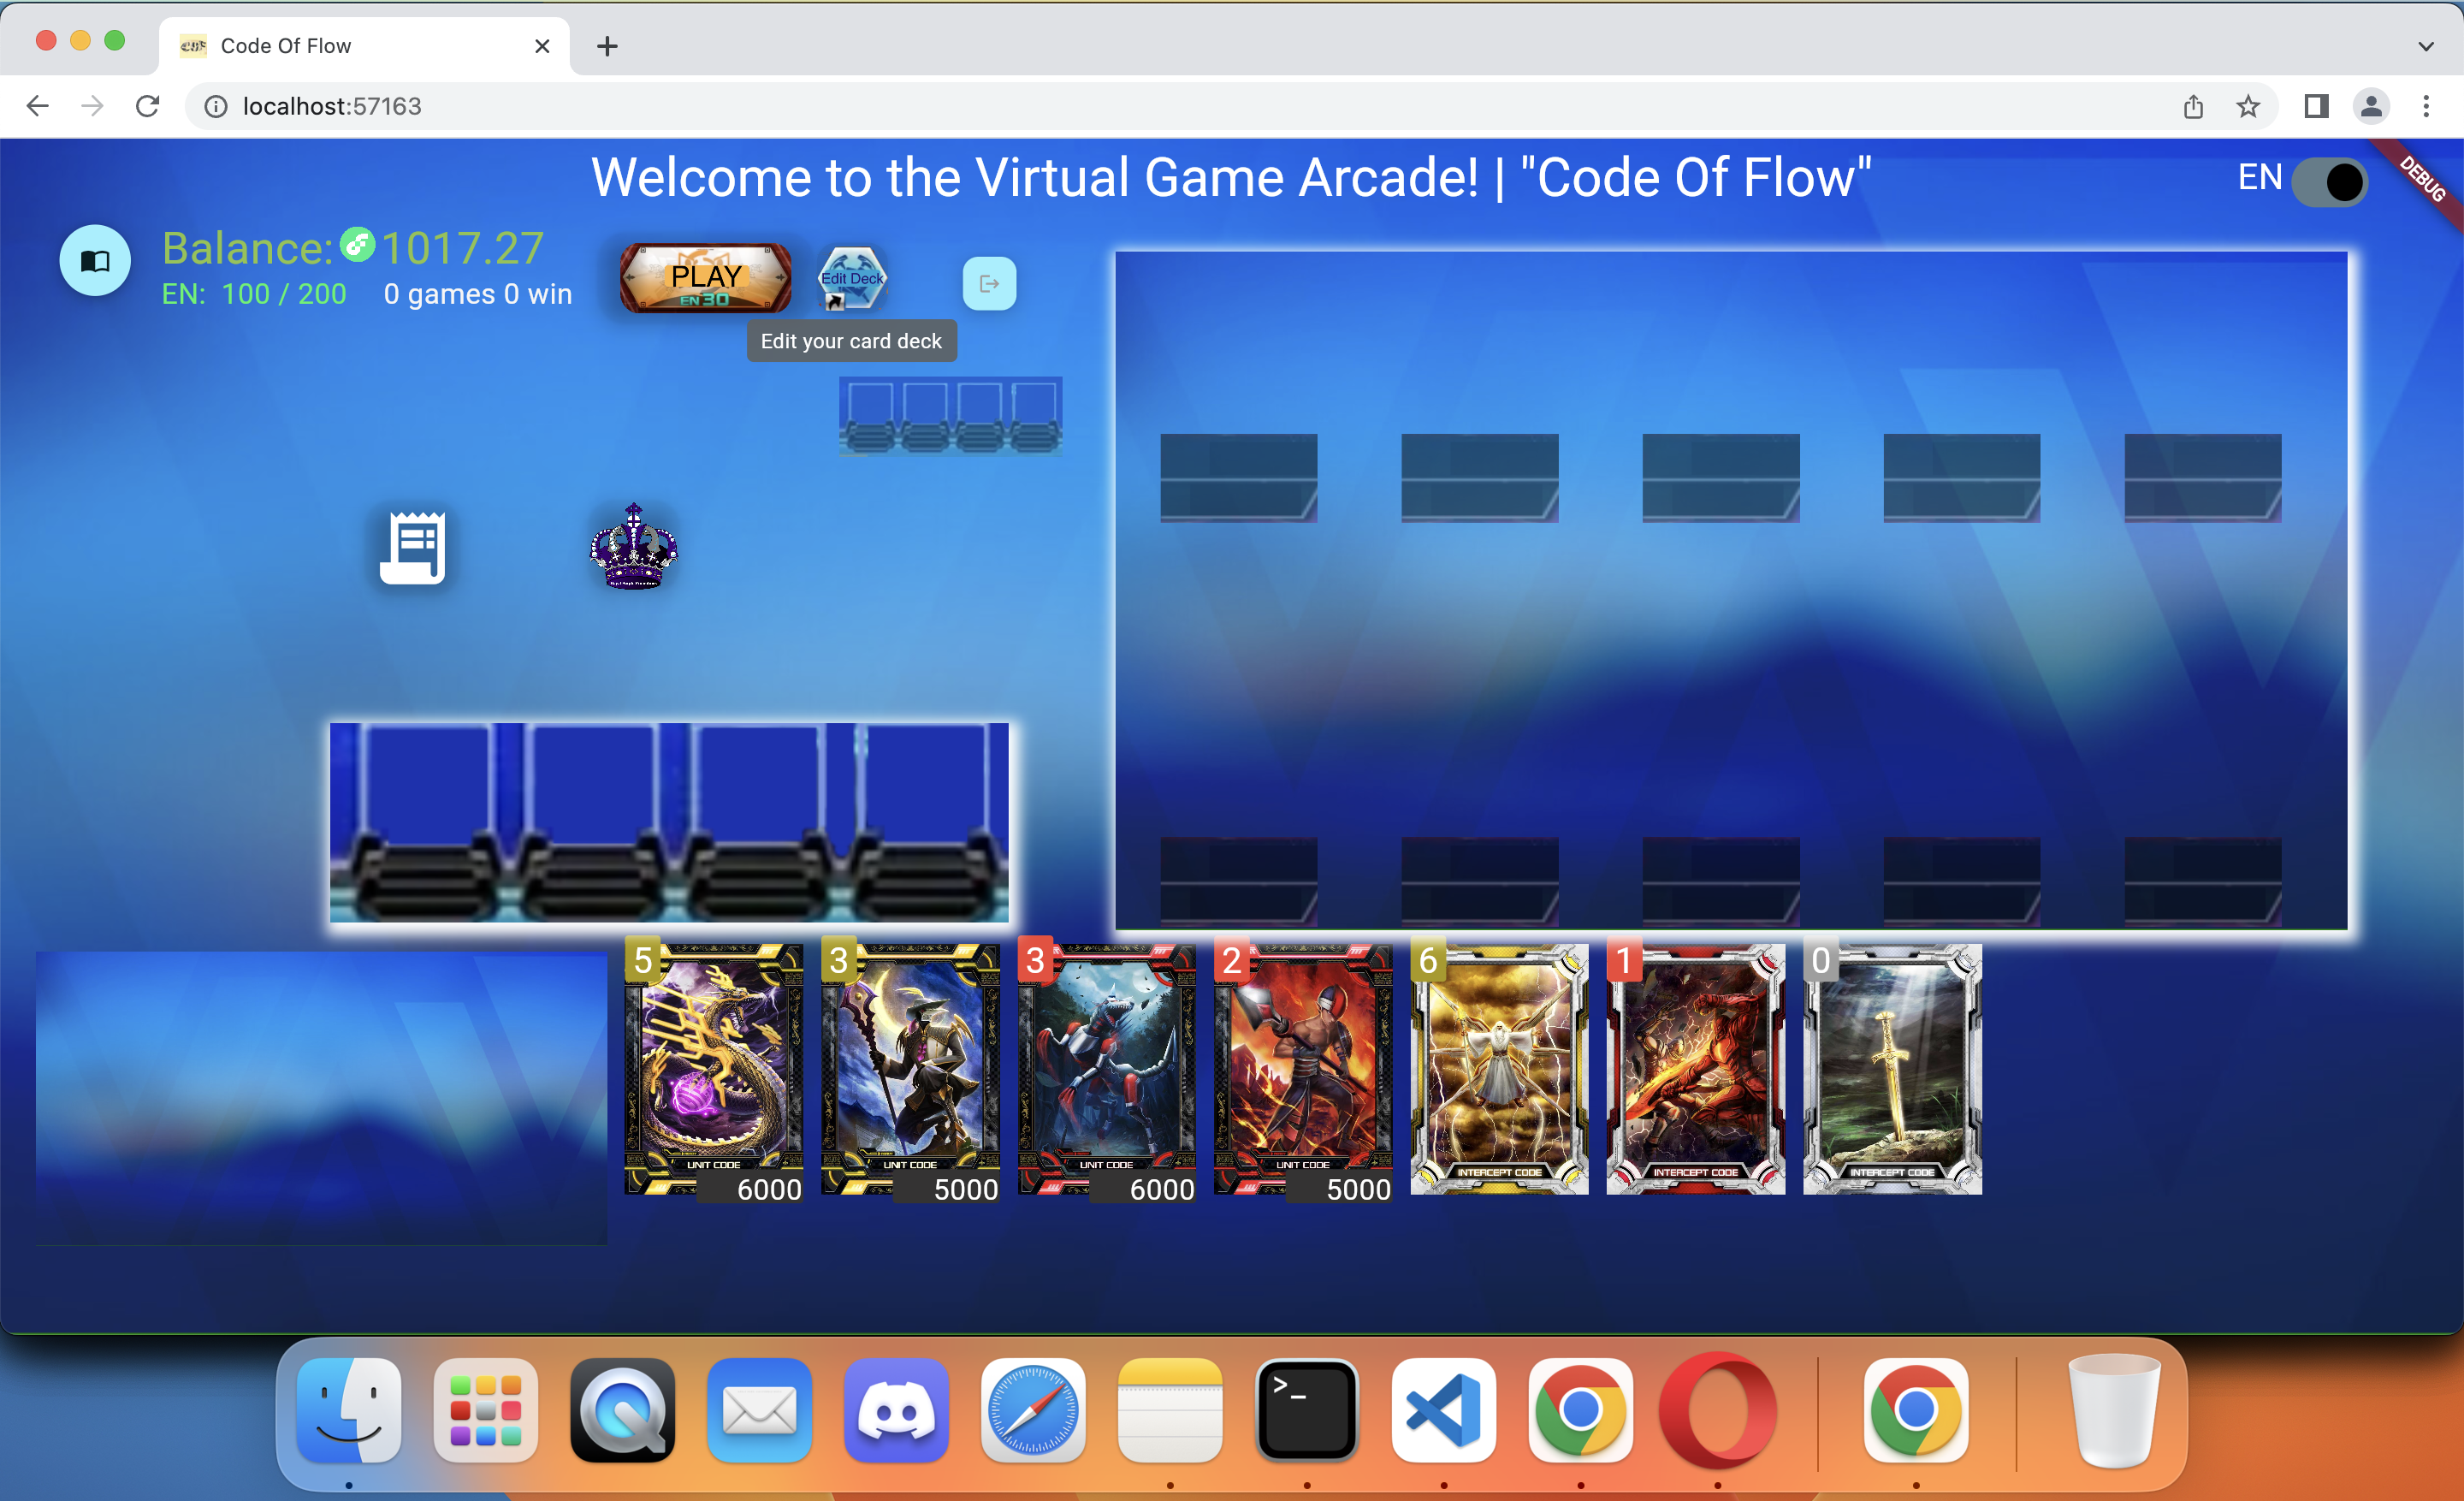 Code Of Flow
localhost:57163
Welcome to the Virtual Game Arcade! | "Code Of Flow"
EN
DEBUG
Balance: 1017.27
EN: 100 / 200 0 games 0 win
PLAY
EN 30
Edit Deck
Edit your card deck
5
3
3
2
6
1
0
UNIT CODE
UNIT CODE
UNIT CODE
UNIT CODE
INTERCEPT CODE
INTERCEPT CODE
INTERCEPT CODE
6000
5000
6000
5000